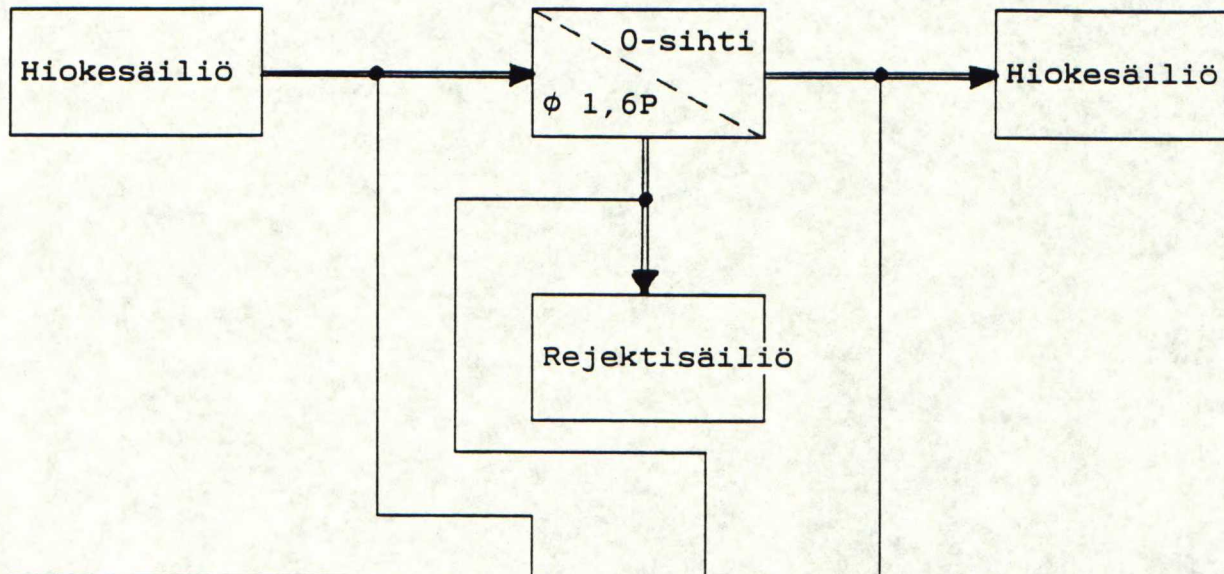 Hiokesäiliö
0-sihti
ϕ 1,6P
Hiokesäiliö
Rejektisäiliö